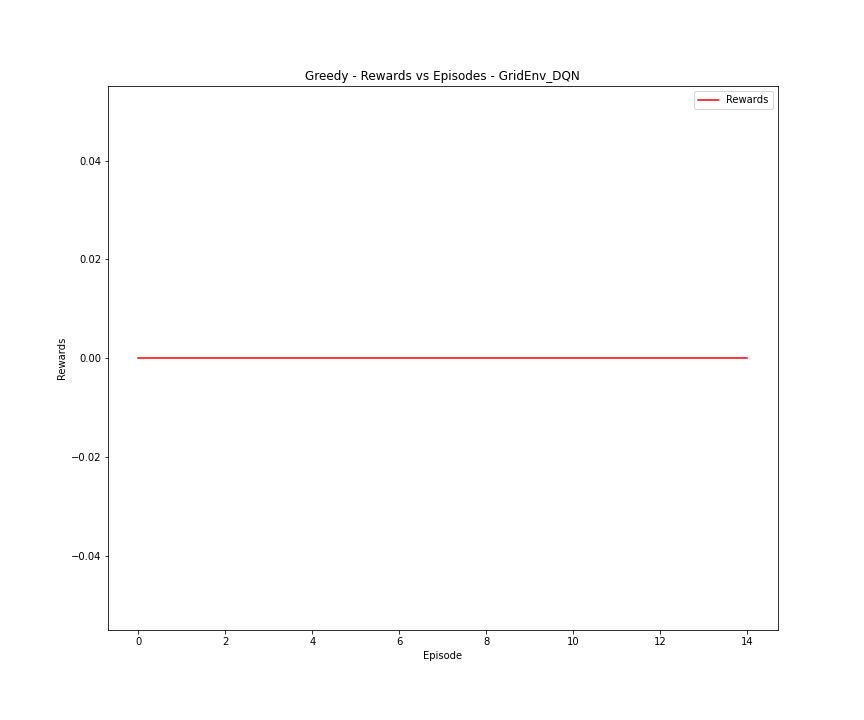 Greedy - Rewards vs Episodes - GridEnv_DQN
Rewards
0.04
0.02
0.00
−0.02
−0.04
Rewards
0 2 4 6 8 10 12 14
Episode